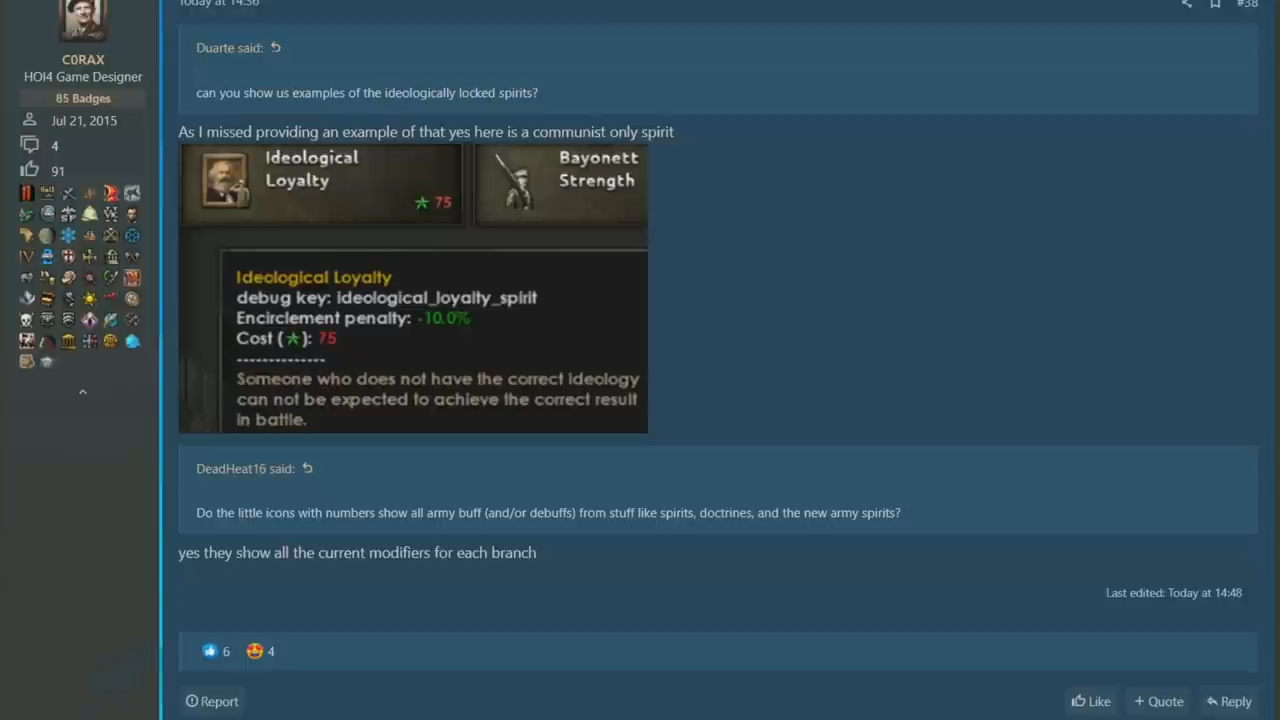 Today at 14:36
#38
C0RAX
HOI4 Game Designer
85 Badges
Jul 21, 2015
4
91
Duarte said:
can you show us examples of the ideologically locked spirits?
As I missed providing an example of that yes here is a communist only spirit
Ideological
Loyalty
75
Bayonett
Strength
Ideological Loyalty
debug key: ideological_loyalty_spirit
Encirclement penalty: -10.0%
Cost (★): 75
--------------
Someone who does not have the correct ideology
can not be expected to achieve the correct result
in battle.
DeadHeat16 said:
Do the little icons with numbers show all army buff (and/or debuffs) from stuff like spirits, doctrines, and the new army spirits?
yes they show all the current modifiers for each branch
Last edited: Today at 14:48
6
4
Report
Like
+ Quote
Reply